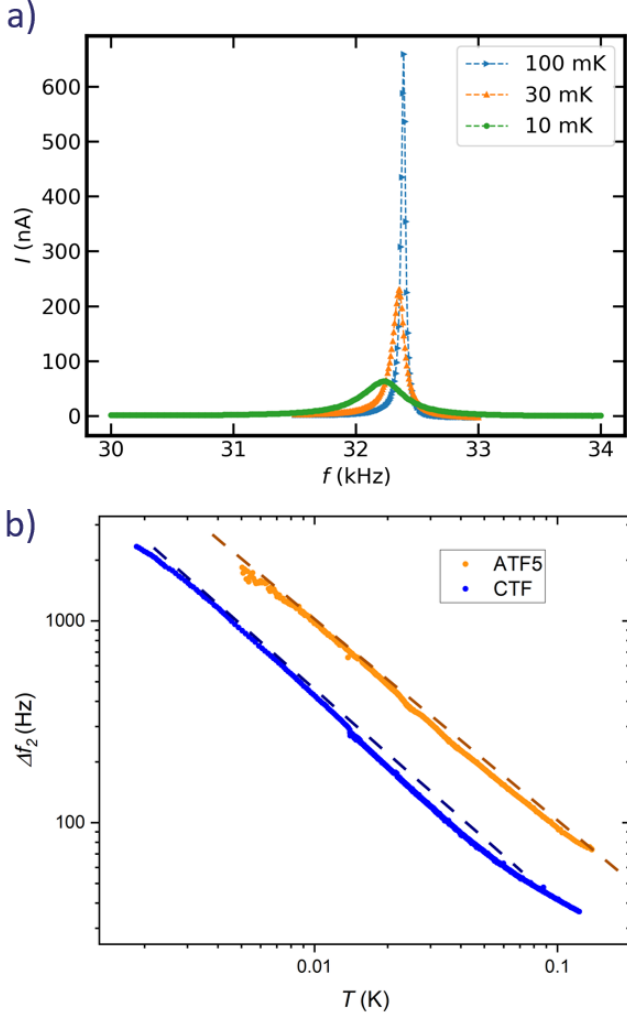 a)
100 mK
30 mK
10 mK
600
500
400
300
200
100
0
I (nA)
30
31
32
33
34
f (kHz)
b)
ATF5
CTF
1000
100
Δf₂ (Hz)
0.01
0.1
T (K)